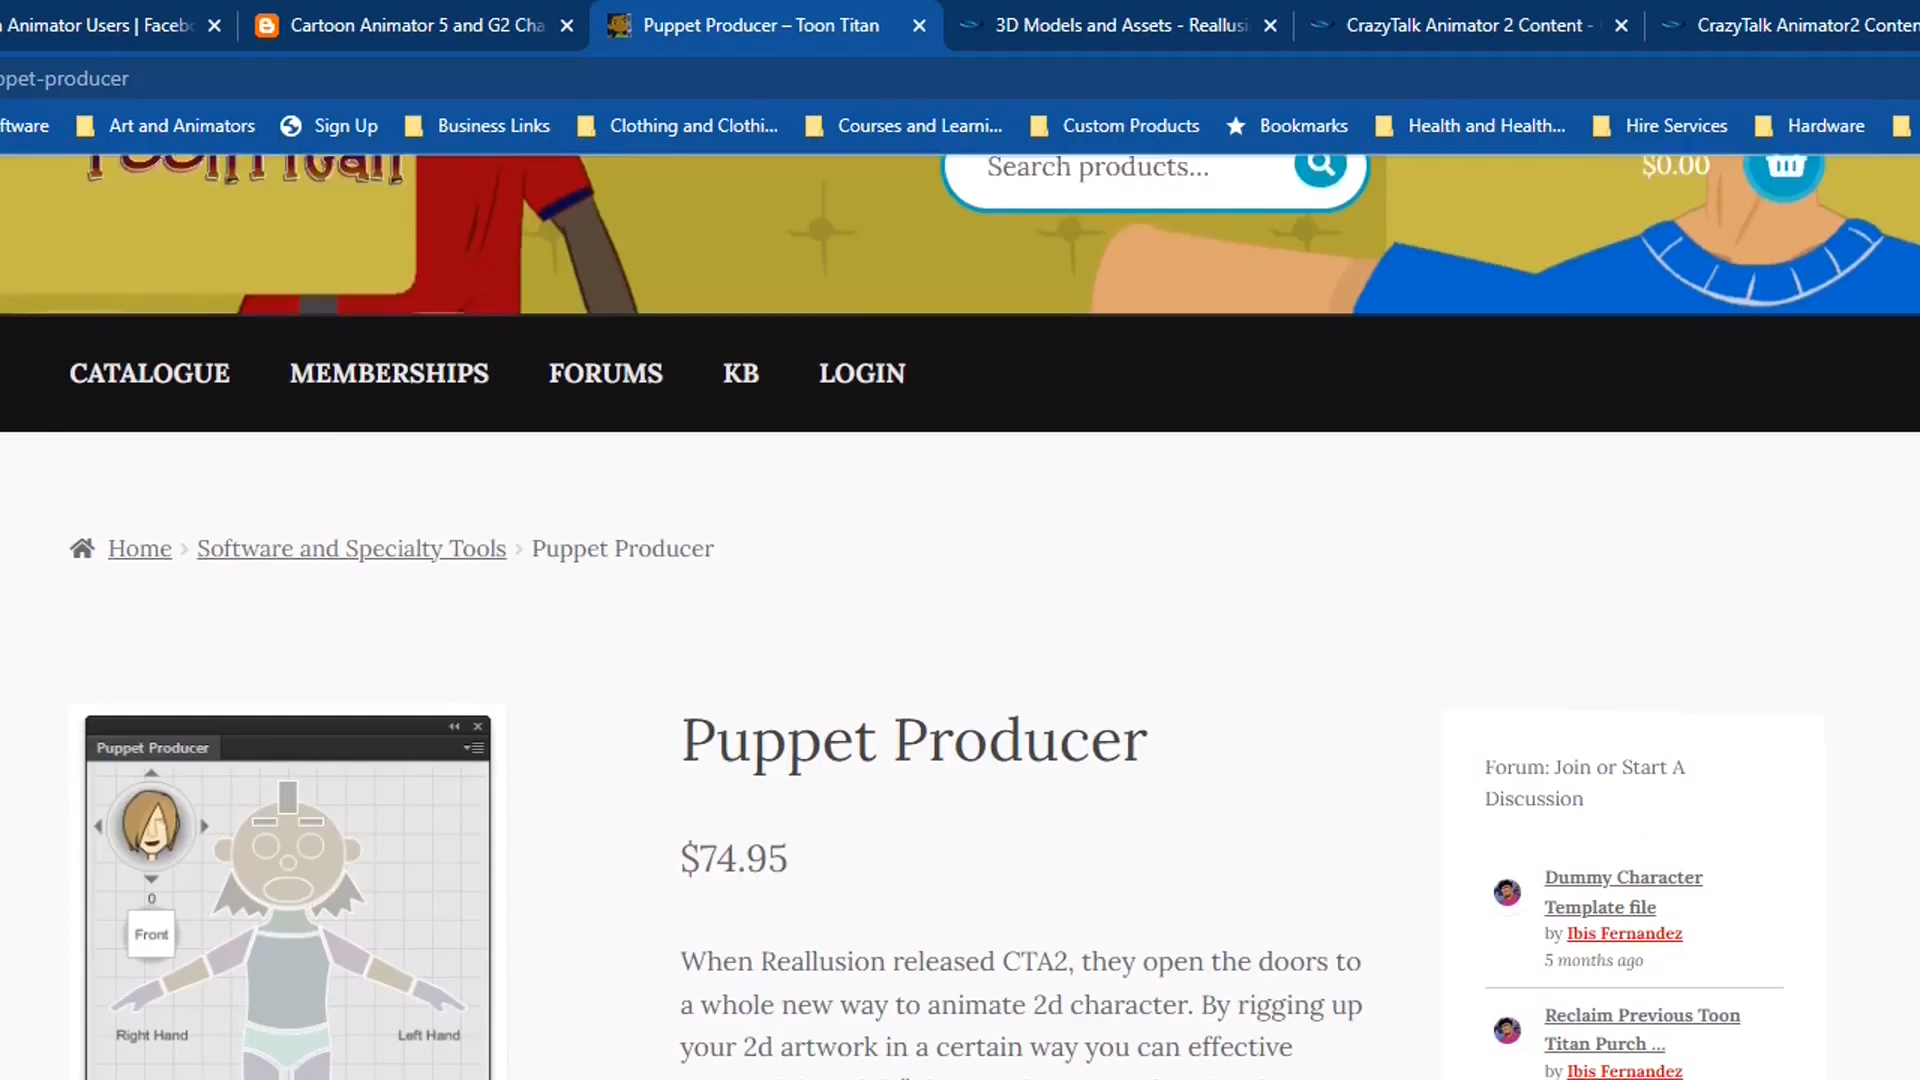 Animator Users | Facebo
Cartoon Animator 5 and G2 Cha
Puppet Producer – Toon Titan
3D Models and Assets - Reallusi
CrazyTalk Animator 2 Content -
CrazyTalk Animator2 Conten
ppet-producer
ftware
Art and Animators
Sign Up
Business Links
Clothing and Clothi...
Courses and Learni...
Custom Products
Bookmarks
Health and Health...
Hire Services
Hardware
Toon Titan
Search products...
$0.00
CATALOGUE
MEMBERSHIPS
FORUMS
KB
LOGIN
Home
Software and Specialty Tools
Puppet Producer
Puppet Producer
0
Front
Right Hand
Left Hand
Puppet Producer
$74.95
When Reallusion released CTA2, they open the doors to
a whole new way to animate 2d character. By rigging up
your 2d artwork in a certain way you can effective
Forum: Join or Start A
Discussion
Dummy Character
Template file
by Ibis Fernandez
5 months ago
Reclaim Previous Toon
Titan Purch ...
by Ibis Fernandez